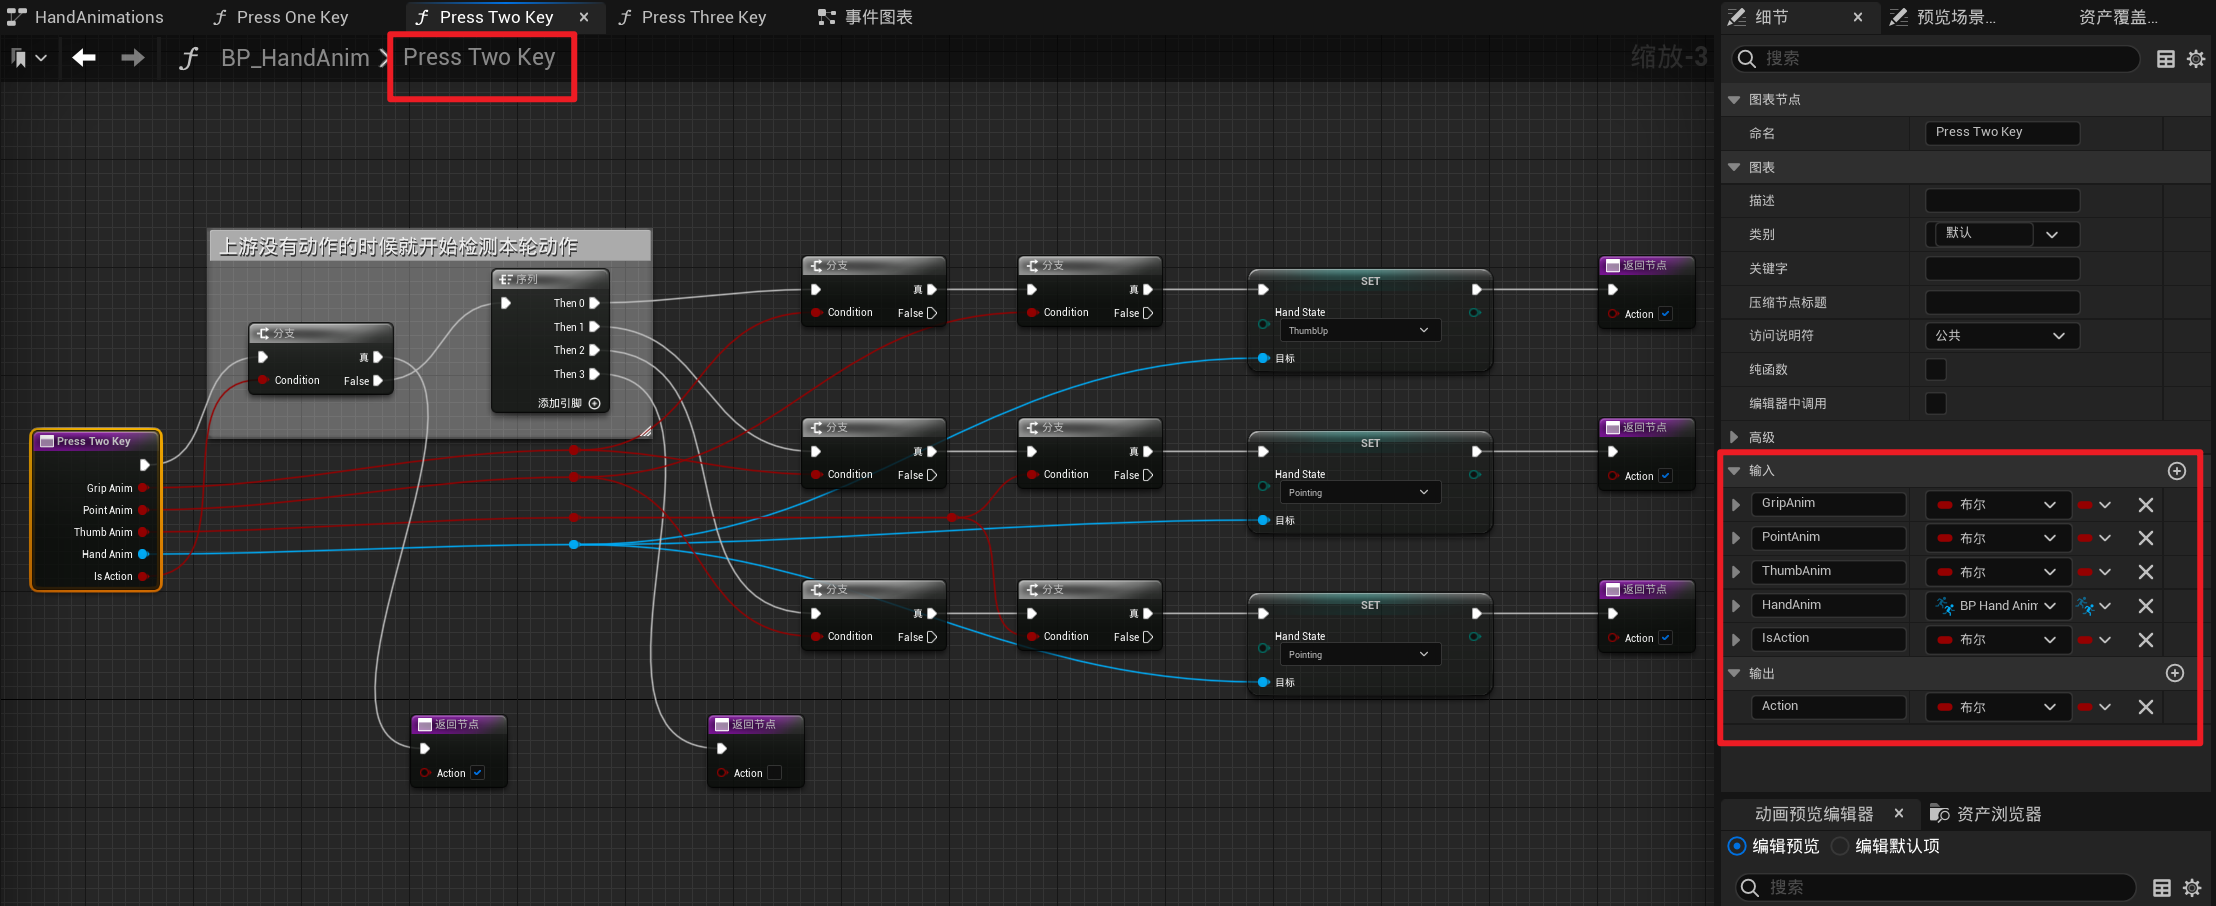 HandAnimations
Press One Key
Press Two Key
Press Three Key
事件图表
BP_HandAnim
Press Two Key
缩放-3
上游没有动作的时候就开始检测本轮动作
序列
Then 0
Then 1
Then 2
Then 3
添加引脚
分支
真
Condition
False
Press Two Key
Grip Anim
Point Anim
Thumb Anim
Hand Anim
Is Action
分支
真
Condition
False
分支
真
Condition
False
SET
Hand State
ThumbUp
目标
返回节点
Action
分支
真
Condition
False
分支
真
Condition
False
SET
Hand State
Pointing
目标
返回节点
Action
分支
真
Condition
False
分支
真
Condition
False
SET
Hand State
Pointing
目标
返回节点
Action
返回节点
Action
返回节点
Action
细节
预览场景...
资产覆盖...
搜索
图表节点
命名
Press Two Key
图表
描述
类别
默认
关键字
压缩节点标题
访问说明符
公共
纯函数
编辑器中调用
高级
输入
GripAnim
布尔
PointAnim
布尔
ThumbAnim
布尔
HandAnim
BP Hand Anim
IsAction
布尔
输出
Action
布尔
动画预览编辑器
资产浏览器
编辑预览
编辑默认项
搜索